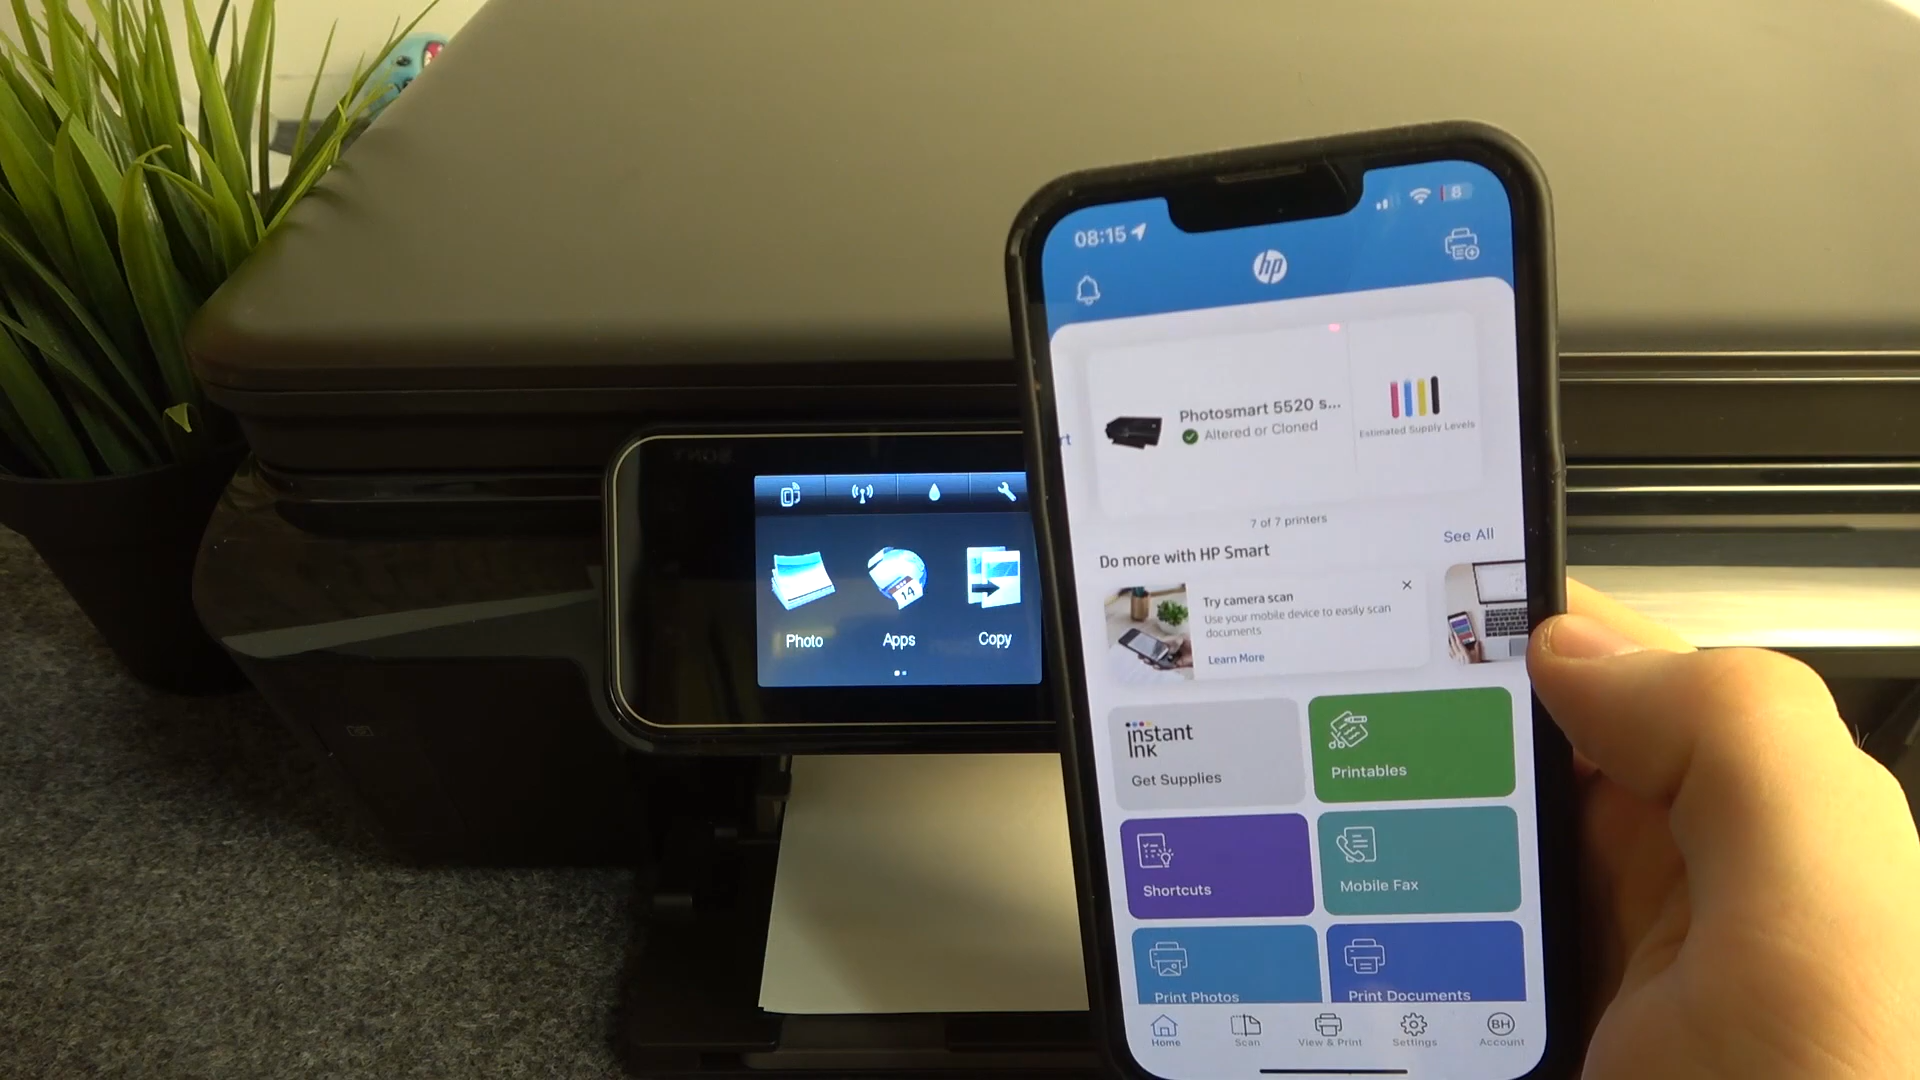 08:15
8
hp
rt
Photosmart 5520 s...
Altered or Cloned
Estimated Supply Levels
7 of 7 printers
Do more with HP Smart
See All
Try camera scan
Use your mobile device to easily scan
documents
Learn More
instant
ink
Get Supplies
Printables
Shortcuts
Mobile Fax
Print Photos
Print Documents
Home
Scan
View & Print
Settings
BH
Account
14
Photo
Apps
Copy